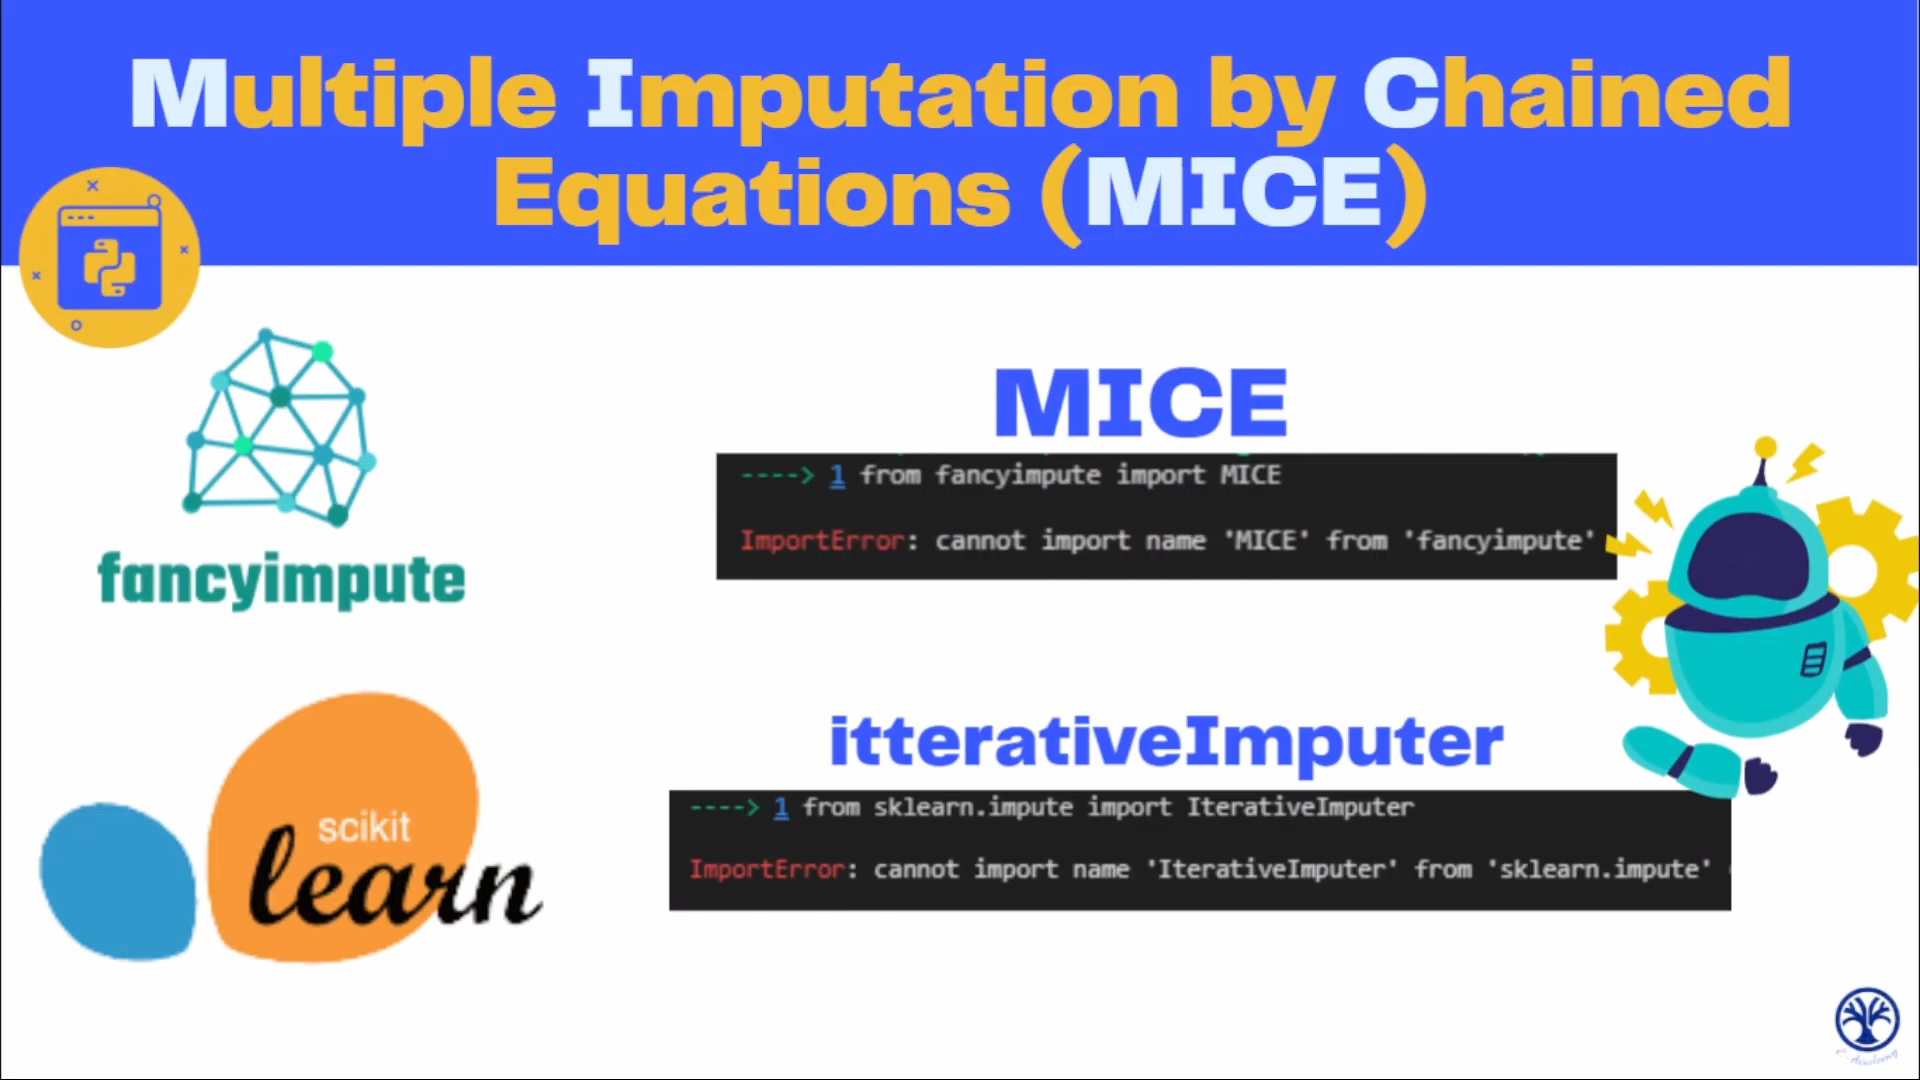 Multiple Imputation by Chained
Equations (MICE)
fancyimpute
MICE
----> 1 from fancyimpute import MICE
ImportError: cannot import name 'MICE' from 'fancyimpute'
scikit
learn
itterativeImputer
----> 1 from sklearn.impute import IterativeImputer
ImportError: cannot import name 'IterativeImputer' from 'sklearn.impute'
Academy